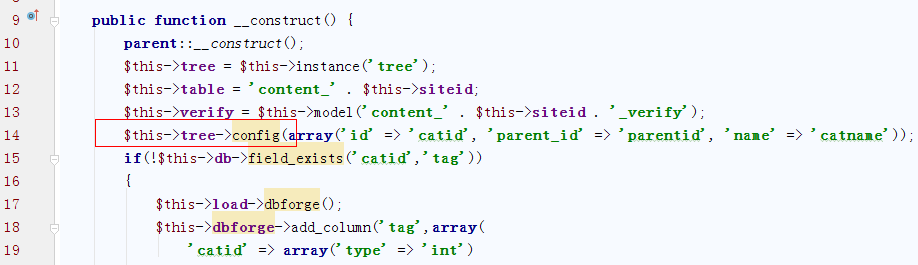 9 public function __construct() {
10 parent::__construct();
11 $this->tree = $this->instance('tree');
12 $this->table = 'content_' . $this->siteid;
13 $this->verify = $this->model('content_' . $this->siteid . '_verify');
14 $this->tree->config(array('id' => 'catid', 'parent_id' => 'parentid', 'name' => 'catname'));
15 if(!$this->db->field_exists('catid','tag'))
16 {
17 $this->load->dbforge();
18 $this->dbforge->add_column('tag',array(
19 'catid' => array('type' => 'int')